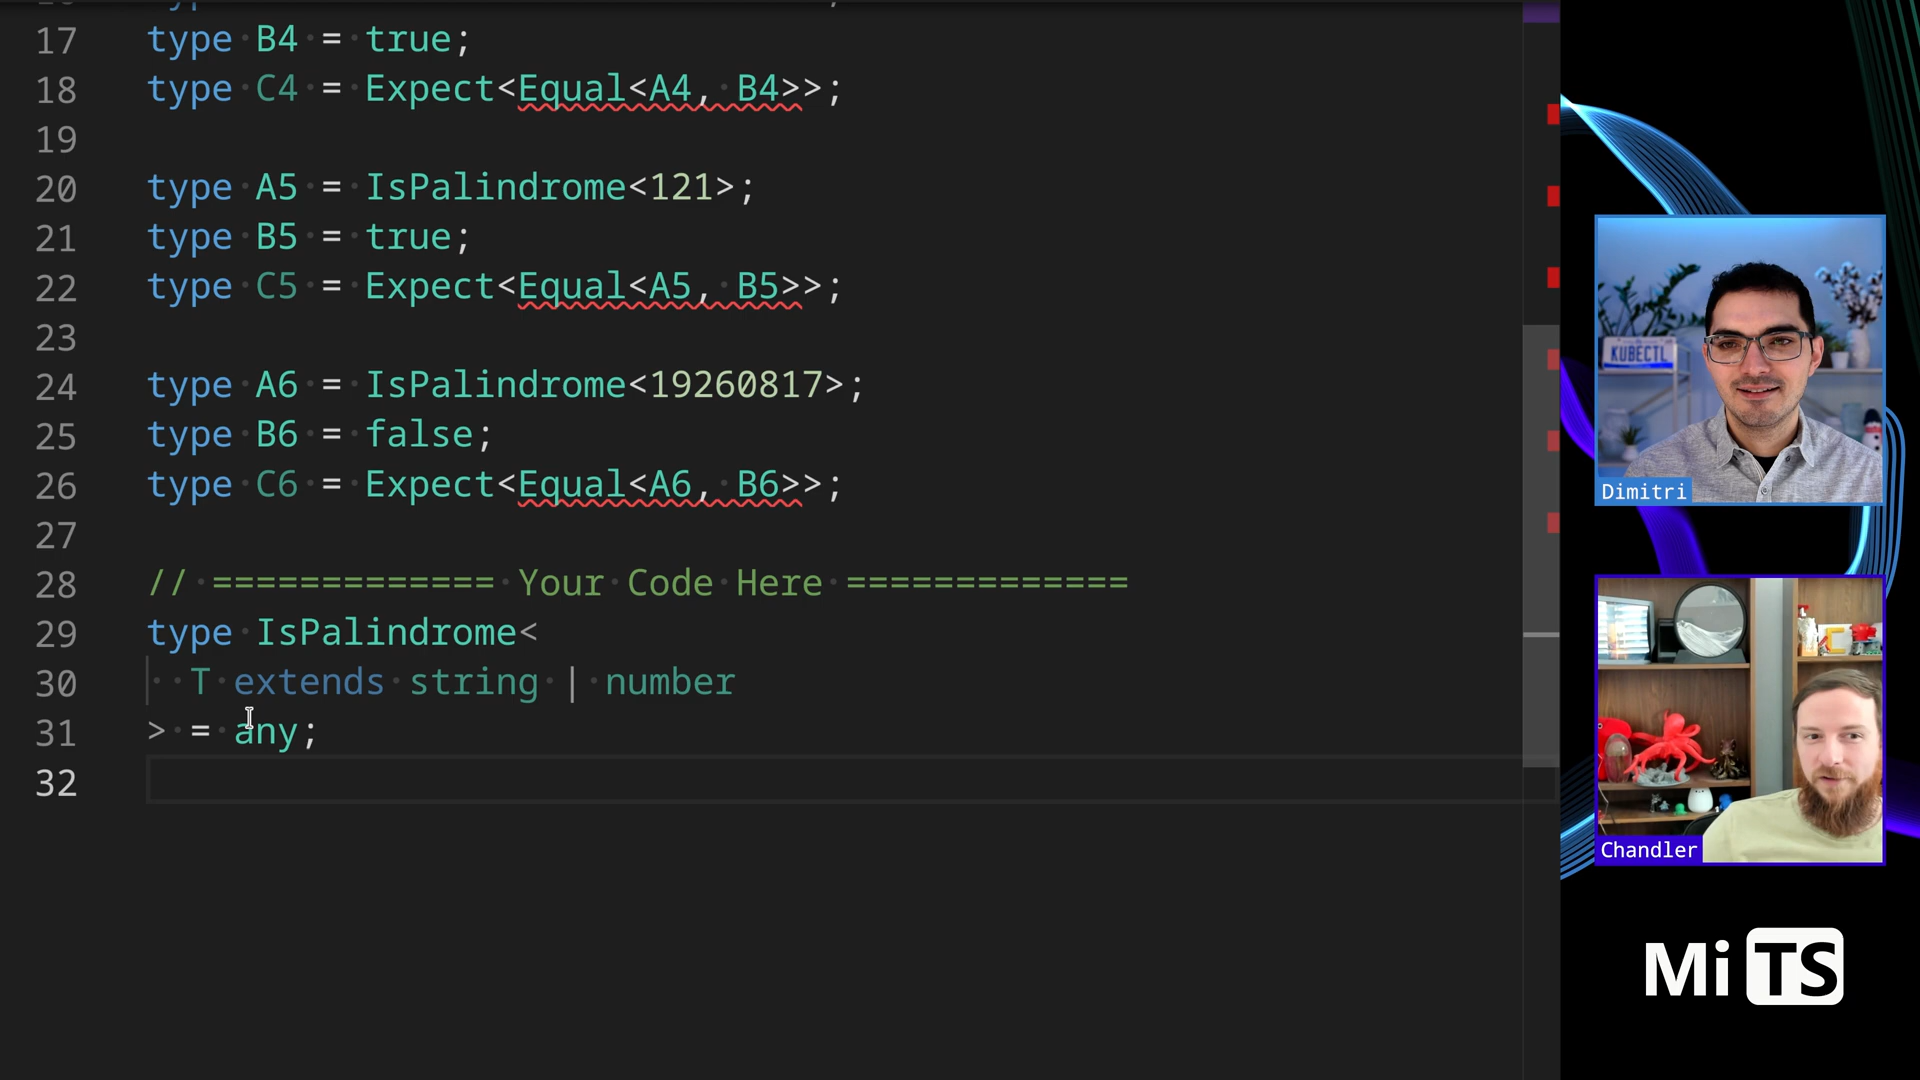 17 type B4 = true;
18 type C4 = Expect<Equal<A4, B4>>;
19
20 type A5 = IsPalindrome<121>;
21 type B5 = true;
22 type C5 = Expect<Equal<A5, B5>>;
23
24 type A6 = IsPalindrome<19260817>;
25 type B6 = false;
26 type C6 = Expect<Equal<A6, B6>>;
27
28 // ============= Your Code Here =============
29 type IsPalindrome<
30 T extends string | number
31 > = any;
32
KUBECTL
Dimitri
Chandler
Mi TS